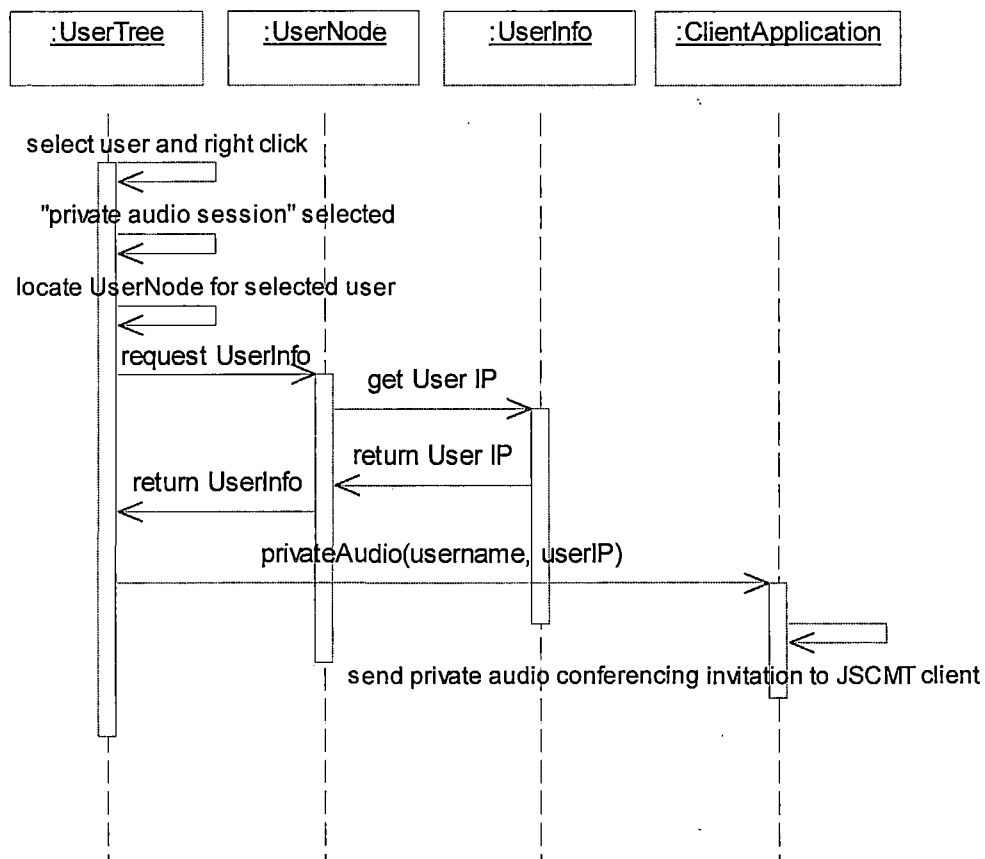 :UserTree
:UserNode
:UserInfo
:ClientApplication
select user and right click
"private audio session" selected
locate UserNode for selected user
request UserInfo
get User IP
return User IP
return UserInfo
privateAudio(username, userIP)
send private audio conferencing invitation to JSCMT client